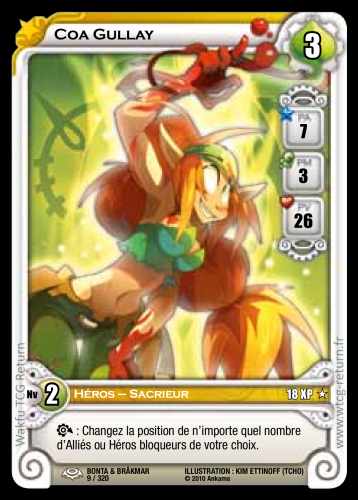 Coa Gullay
3
PA
7
PM
3
PV
26
Wakfu TCG Return
www.wtcg-return.fr
Nv 2 Héros – Sacrieur 18 XP
: Changez la position de n'importe quel nombre
d'Alliés ou Héros bloqueurs de votre choix.
BONTA & BRÂKMAR ILLUSTRATION : KIM ETTINOFF (TCHO)
9 / 320 © 2010 Ankama